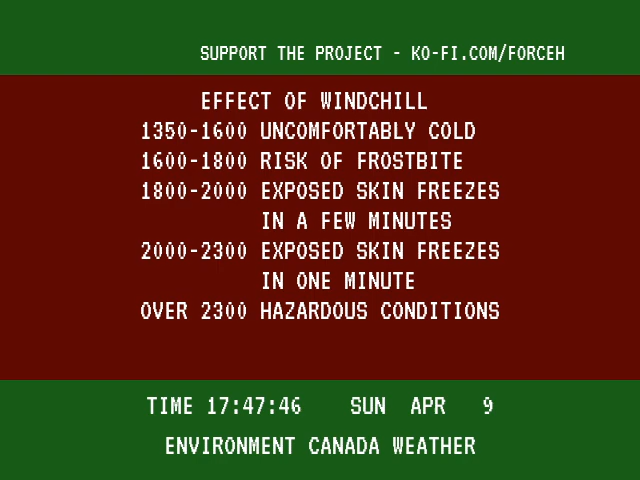 SUPPORT THE PROJECT - KO-FI.COM/FORCEH
EFFECT OF WINDCHILL
1350-1600 UNCOMFORTABLY COLD
1600-1800 RISK OF FROSTBITE
1800-2000 EXPOSED SKIN FREEZES
IN A FEW MINUTES
2000-2300 EXPOSED SKIN FREEZES
IN ONE MINUTE
OVER 2300 HAZARDOUS CONDITIONS
TIME 17:47:46 SUN APR 9
ENVIRONMENT CANADA WEATHER